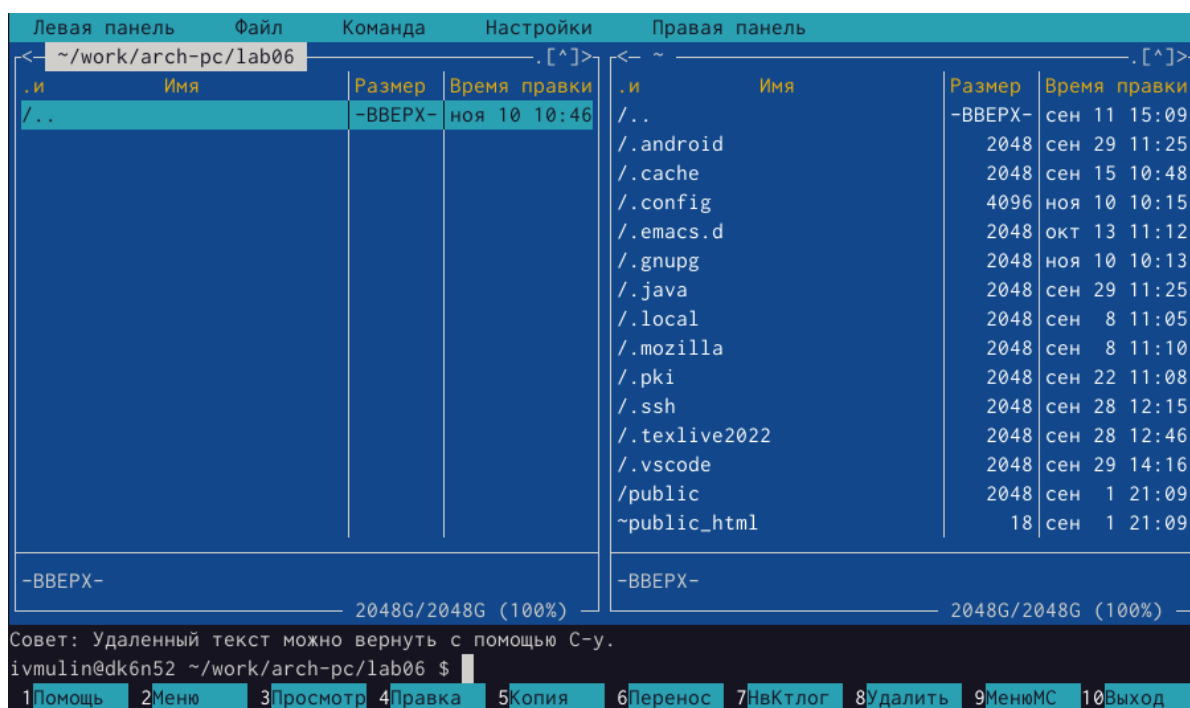 Левая панель Файл Команда Настройки Правая панель
<— ~/work/arch-pc/lab06 .[^]>
.и Имя Размер Время правки
/.. -ВВЕРХ- ноя 10 10:46
-ВВЕРХ-
2048G/2048G (100%)
<— ~ .[^]>
.и Имя Размер Время правки
/.. -ВВЕРХ- сен 11 15:09
/.android 2048 сен 29 11:25
/.cache 2048 сен 15 10:48
/.config 4096 ноя 10 10:15
/.emacs.d 2048 окт 13 11:12
/.gnupg 2048 ноя 10 10:13
/.java 2048 сен 29 11:25
/.local 2048 сен 8 11:05
/.mozilla 2048 сен 8 11:10
/.pki 2048 сен 22 11:08
/.ssh 2048 сен 28 12:15
/.texlive2022 2048 сен 28 12:46
/.vscode 2048 сен 29 14:16
/public 2048 сен 1 21:09
~public_html 18 сен 1 21:09
-ВВЕРХ-
2048G/2048G (100%)
Совет: Удаленный текст можно вернуть с помощью C-y.
ivmulin@dk6n52 ~/work/arch-pc/lab06 $
1Помощь 2Меню 3Просмотр 4Правка 5Копия 6Перенос 7НвКтлог 8Удалить 9МенюMC 10Выход